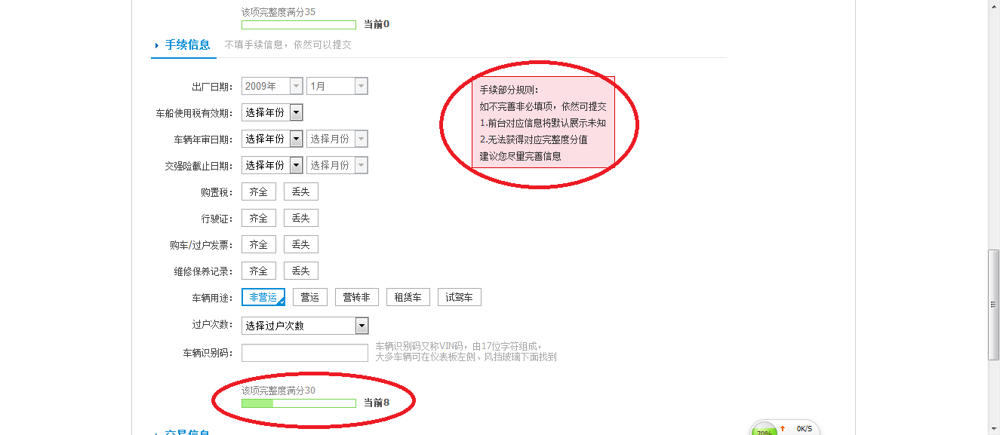 该项完整度满分35
当前0
手续信息 不填手续信息，依然可以提交
出厂日期： 2009年 1月
车船使用税有效期： 选择年份
车辆年审日期： 选择年份 选择月份
交强险截止日期： 选择年份 选择月份
购置税： 齐全 丢失
行驶证： 齐全 丢失
购车/过户发票： 齐全 丢失
维修保养记录： 齐全 丢失
车辆用途： 非营运 营运 营转非 租赁车 试驾车
过户次数： 选择过户次数
车辆识别码：
车辆识别码又称VIN码，由17位字符组成，
大多车辆可在仪表板左侧、风挡玻璃下面找到
手续部分规则：
如不完善非必填项，依然可提交
1.前台对应信息将默认展示未知
2.无法获得对应完整度分值
建议您尽量完善信息
该项完整度满分30
当前8
交易信息
70%
0K/S